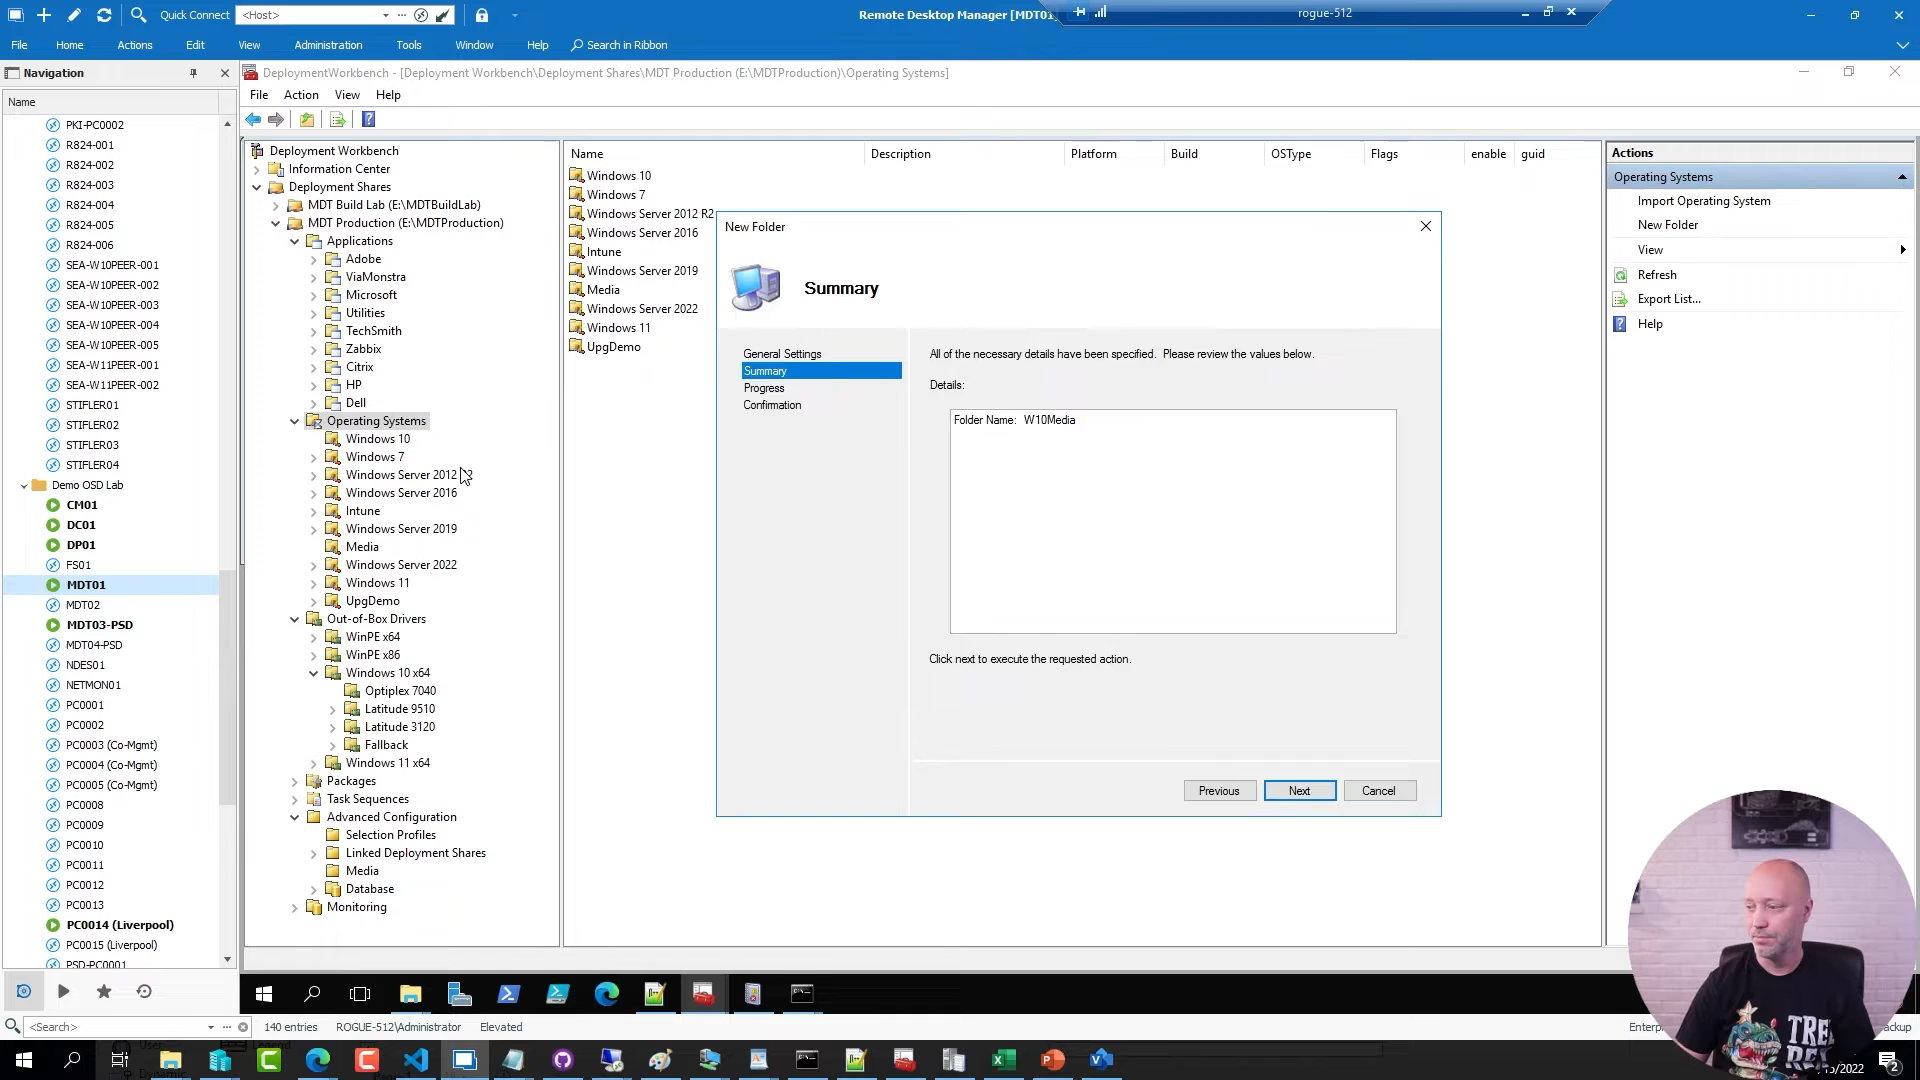 Quick Connect
<Host>
Remote Desktop Manager [MDT01
rogue-512
File
Home
Actions
Edit
View
Administration
Tools
Window
Help
Search in Ribbon
Navigation
DeploymentWorkbench - [Deployment Workbench\Deployment Shares\MDT Production (E:\MDTProduction)\Operating Systems]
File
Action
View
Help
Name
PKI-PC0002
R824-001
R824-002
R824-003
R824-004
R824-005
R824-006
SEA-W10PEER-001
SEA-W10PEER-002
SEA-W10PEER-003
SEA-W10PEER-004
SEA-W10PEER-005
SEA-W11PEER-001
SEA-W11PEER-002
STIFLER01
STIFLER02
STIFLER03
STIFLER04
Demo OSD Lab
CM01
DC01
DP01
FS01
MDT01
MDT02
MDT03-PSD
MDT04-PSD
NDES01
NETMON01
PC0001
PC0002
PC0003 (Co-Mgmt)
PC0004 (Co-Mgmt)
PC0005 (Co-Mgmt)
PC0008
PC0009
PC0010
PC0011
PC0012
PC0013
PC0014 (Liverpool)
PC0015 (Liverpool)
PSD-PC0001
Deployment Workbench
Information Center
Deployment Shares
MDT Build Lab (E:\MDTBuildLab)
MDT Production (E:\MDTProduction)
Applications
Adobe
ViaMonstra
Microsoft
Utilities
TechSmith
Zabbix
Citrix
HP
Dell
Operating Systems
Windows 10
Windows 7
Windows Server 2012
Windows Server 2016
Intune
Windows Server 2019
Media
Windows Server 2022
Windows 11
UpgDemo
Out-of-Box Drivers
WinPE x64
WinPE x86
Windows 10 x64
Optiplex 7040
Latitude 9510
Latitude 3120
Fallback
Windows 11 x64
Packages
Task Sequences
Advanced Configuration
Selection Profiles
Linked Deployment Shares
Media
Database
Monitoring
Name
Description
Platform
Build
OSType
Flags
enable
guid
Windows 10
Windows 7
Windows Server 2012 R2
Windows Server 2016
Intune
Windows Server 2019
Media
Windows Server 2022
Windows 11
UpgDemo
New Folder
Summary
General Settings
Summary
Progress
Confirmation
All of the necessary details have been specified. Please review the values below.
Details:
Folder Name: W10Media
Click next to execute the requested action.
Previous
Next
Cancel
Actions
Operating Systems
Import Operating System
New Folder
View
Refresh
Export List...
Help
<Search>
140 entries
ROGUE-512\Administrator
Elevated
Enterp
ackup
TREE
/2022
2